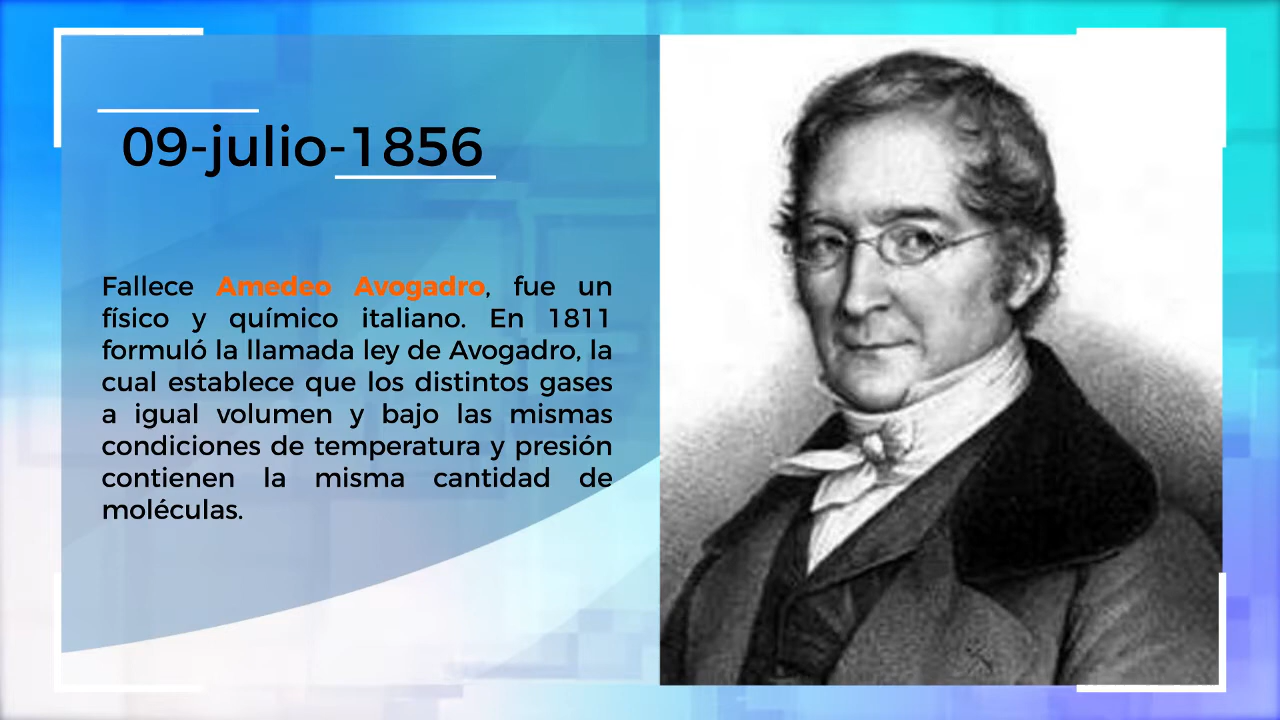 09-julio-1856
Fallece Amedeo Avogadro, fue un
físico y químico italiano. En 1811
formuló la llamada ley de Avogadro, la
cual establece que los distintos gases
a igual volumen y bajo las mismas
condiciones de temperatura y presión
contienen la misma cantidad de
moléculas.